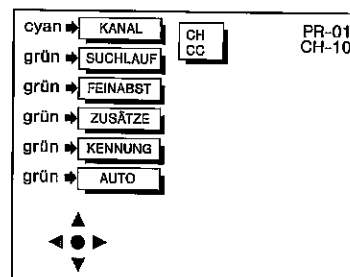 cyan KANAL CH PR-01
CC CH-10
grün SUCHLAUF
grün FEINABST
grün ZUSÄTZE
grün KENNUNG
grün AUTO